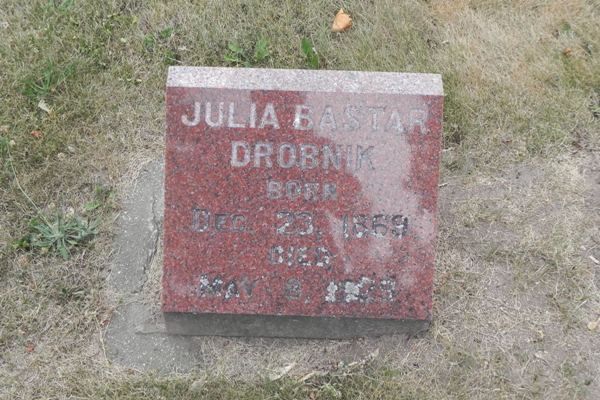 JULIA BASTAR
DROBNIK
BORN
DEC. 23, 1869
DIED
MAY